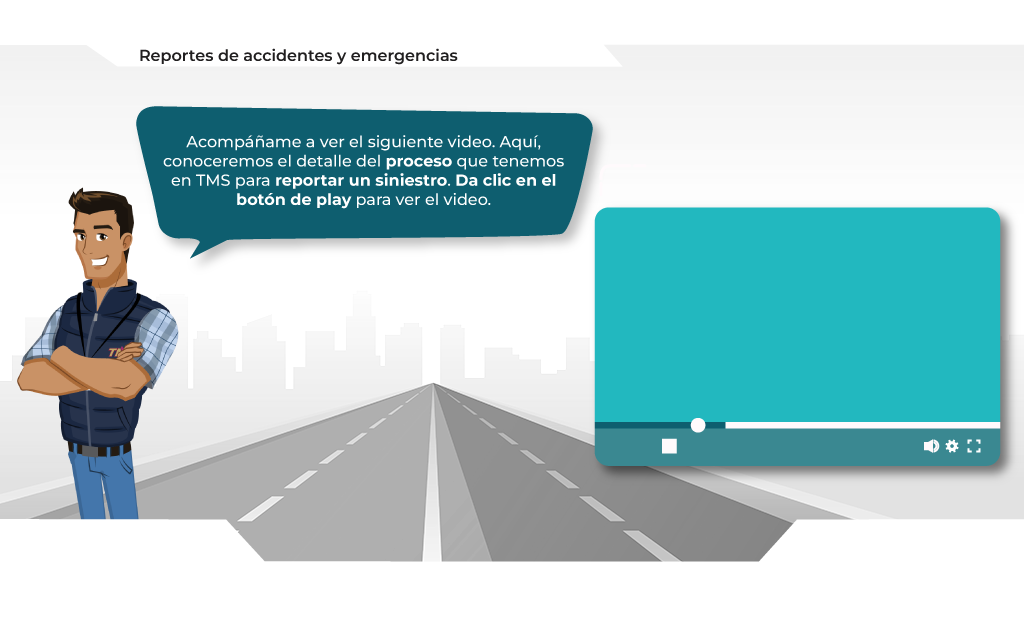 Reportes de accidentes y emergencias
Acompáñame a ver el siguiente video. Aquí,
conoceremos el detalle del proceso que tenemos
en TMS para reportar un siniestro. Da clic en el
botón de play para ver el video.